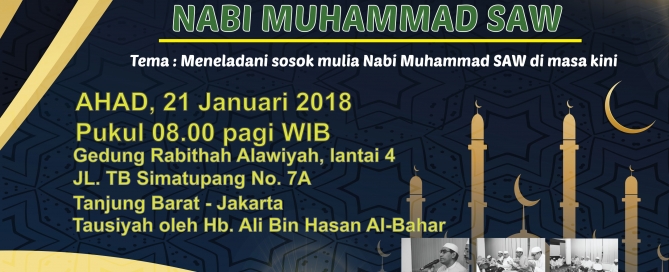 NABI MUHAMMAD SAW
Tema : Meneladani sosok mulia Nabi Muhammad SAW di masa kini
AHAD, 21 Januari 2018
Pukul 08.00 pagi WIB
Gedung Rabithah Alawiyah, lantai 4
JL. TB Simatupang No. 7A
Tanjung Barat - Jakarta
Tausiyah oleh Hb. Ali Bin Hasan Al-Bahar